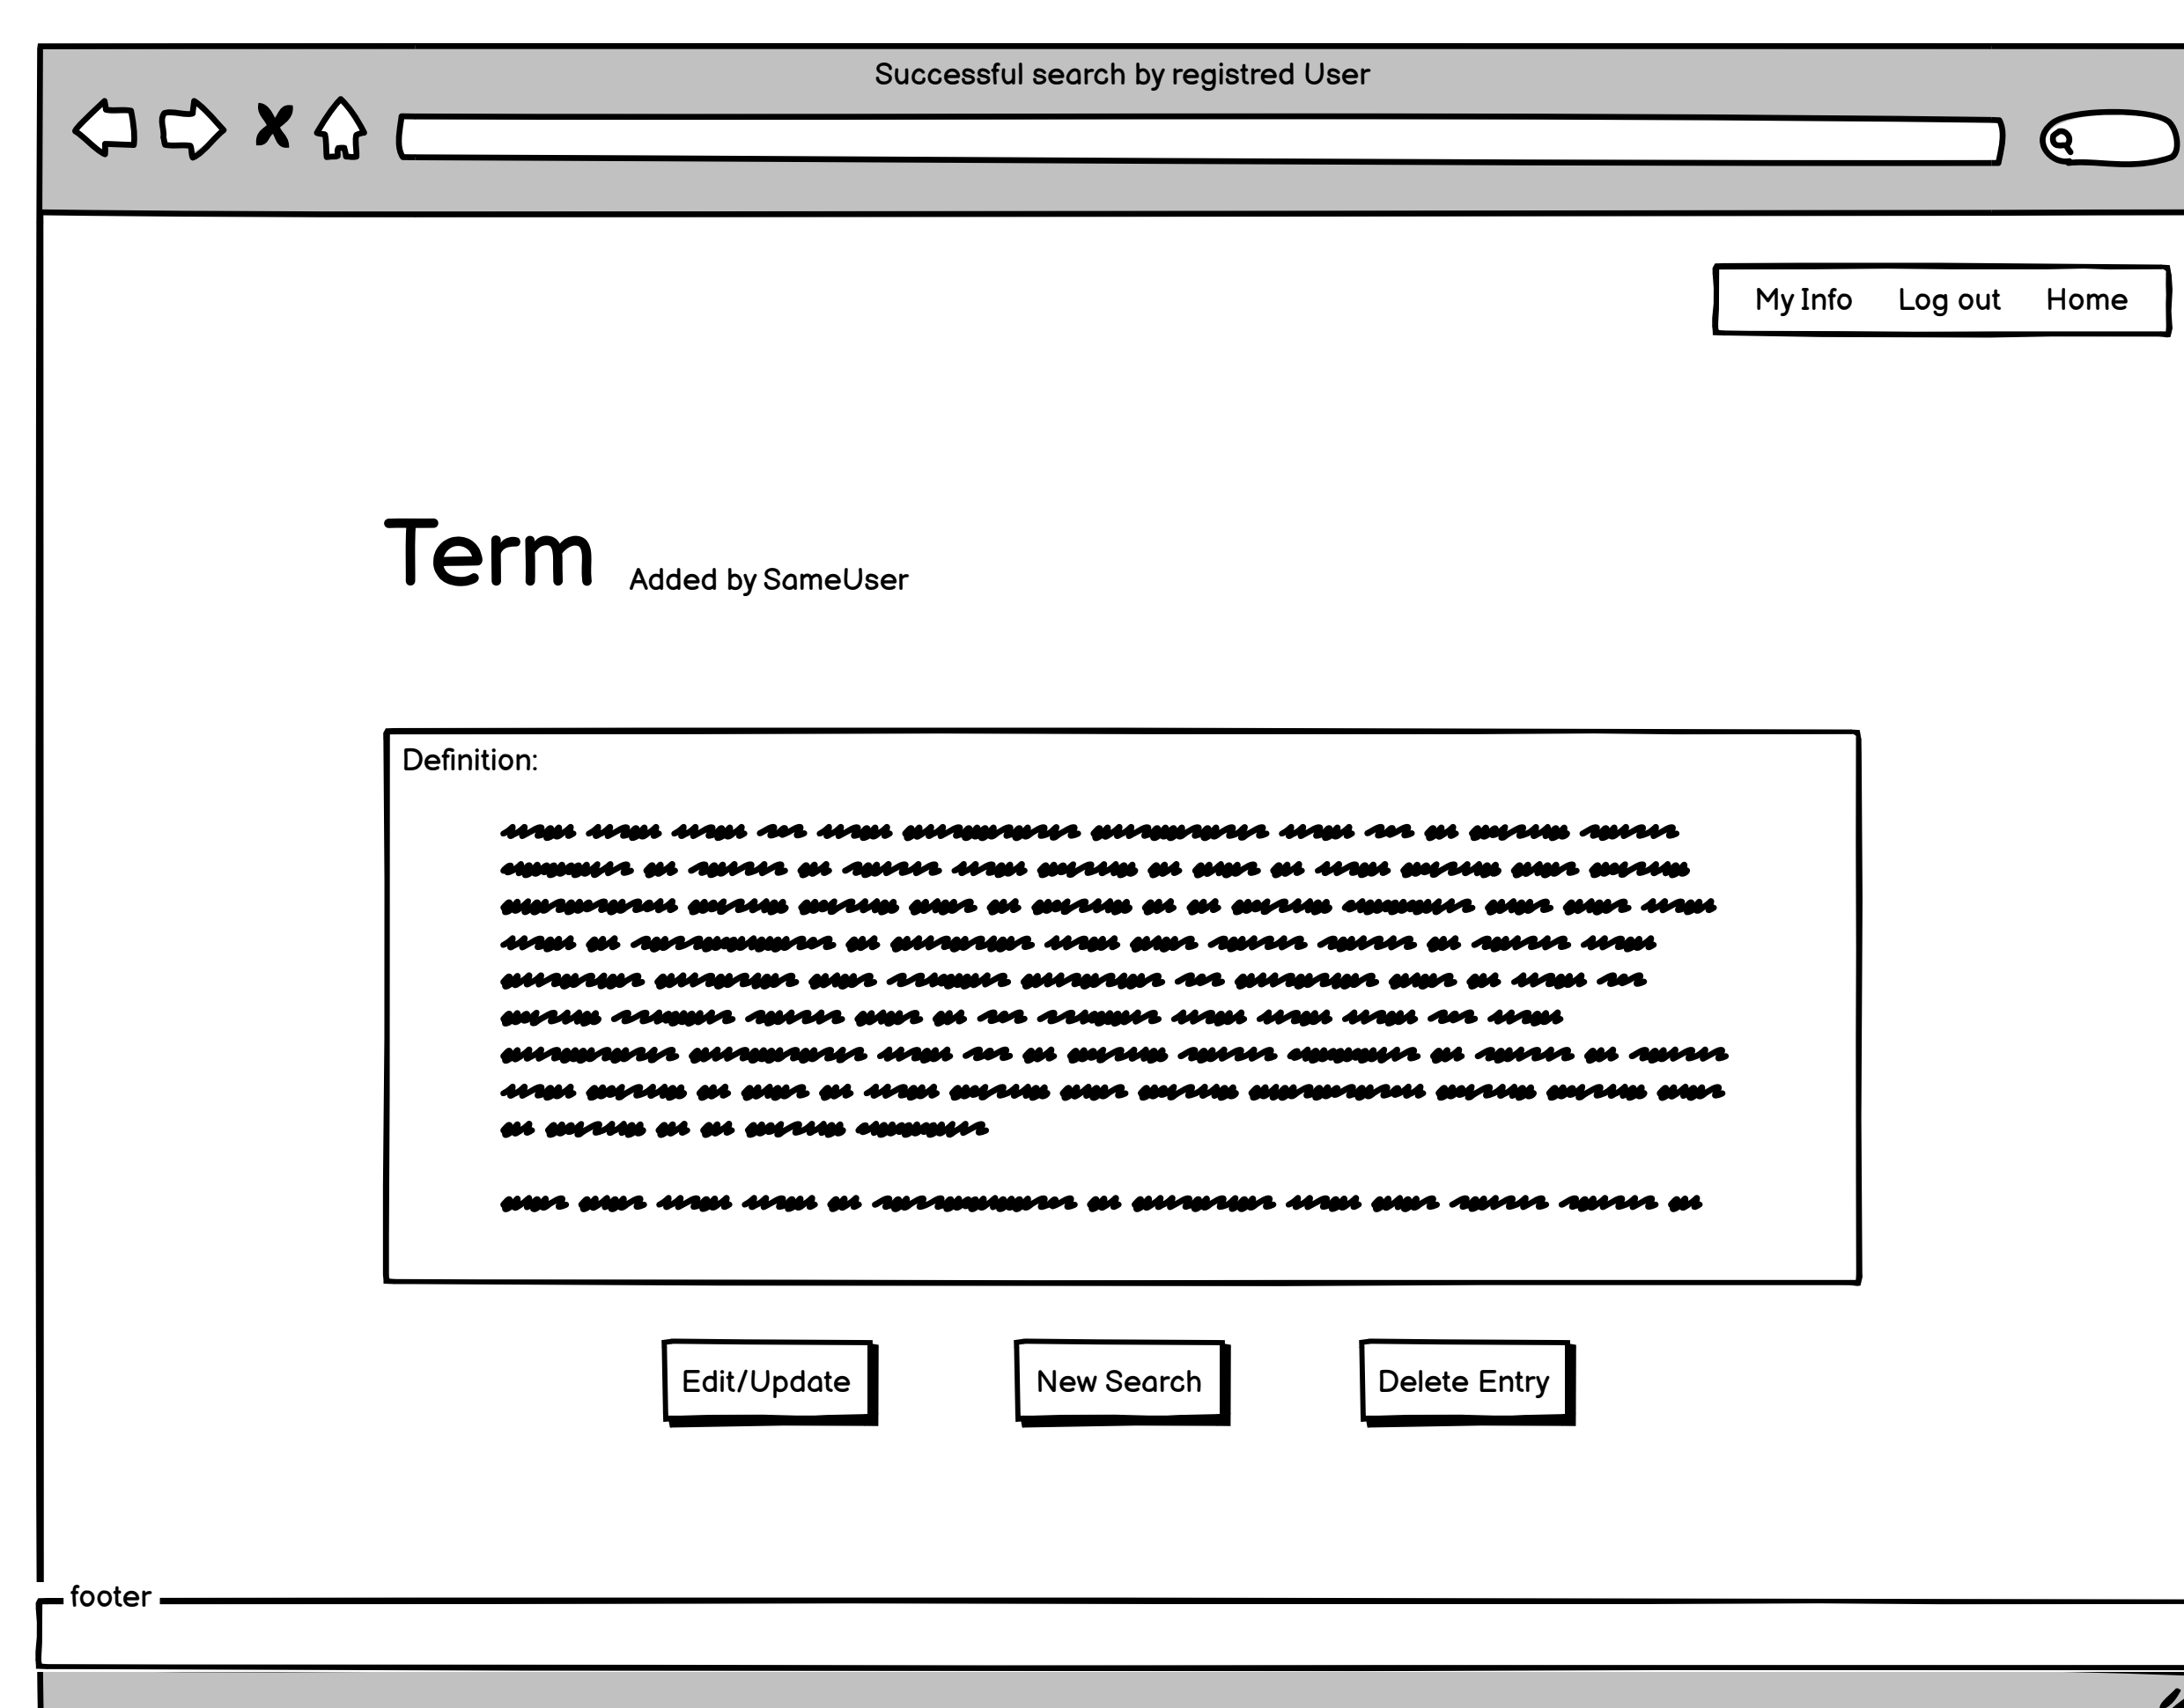 Successful search by registred User
My Info Log out Home
Term Added by SameUser
Definition:
Edit/Update New Search Delete Entry
footer